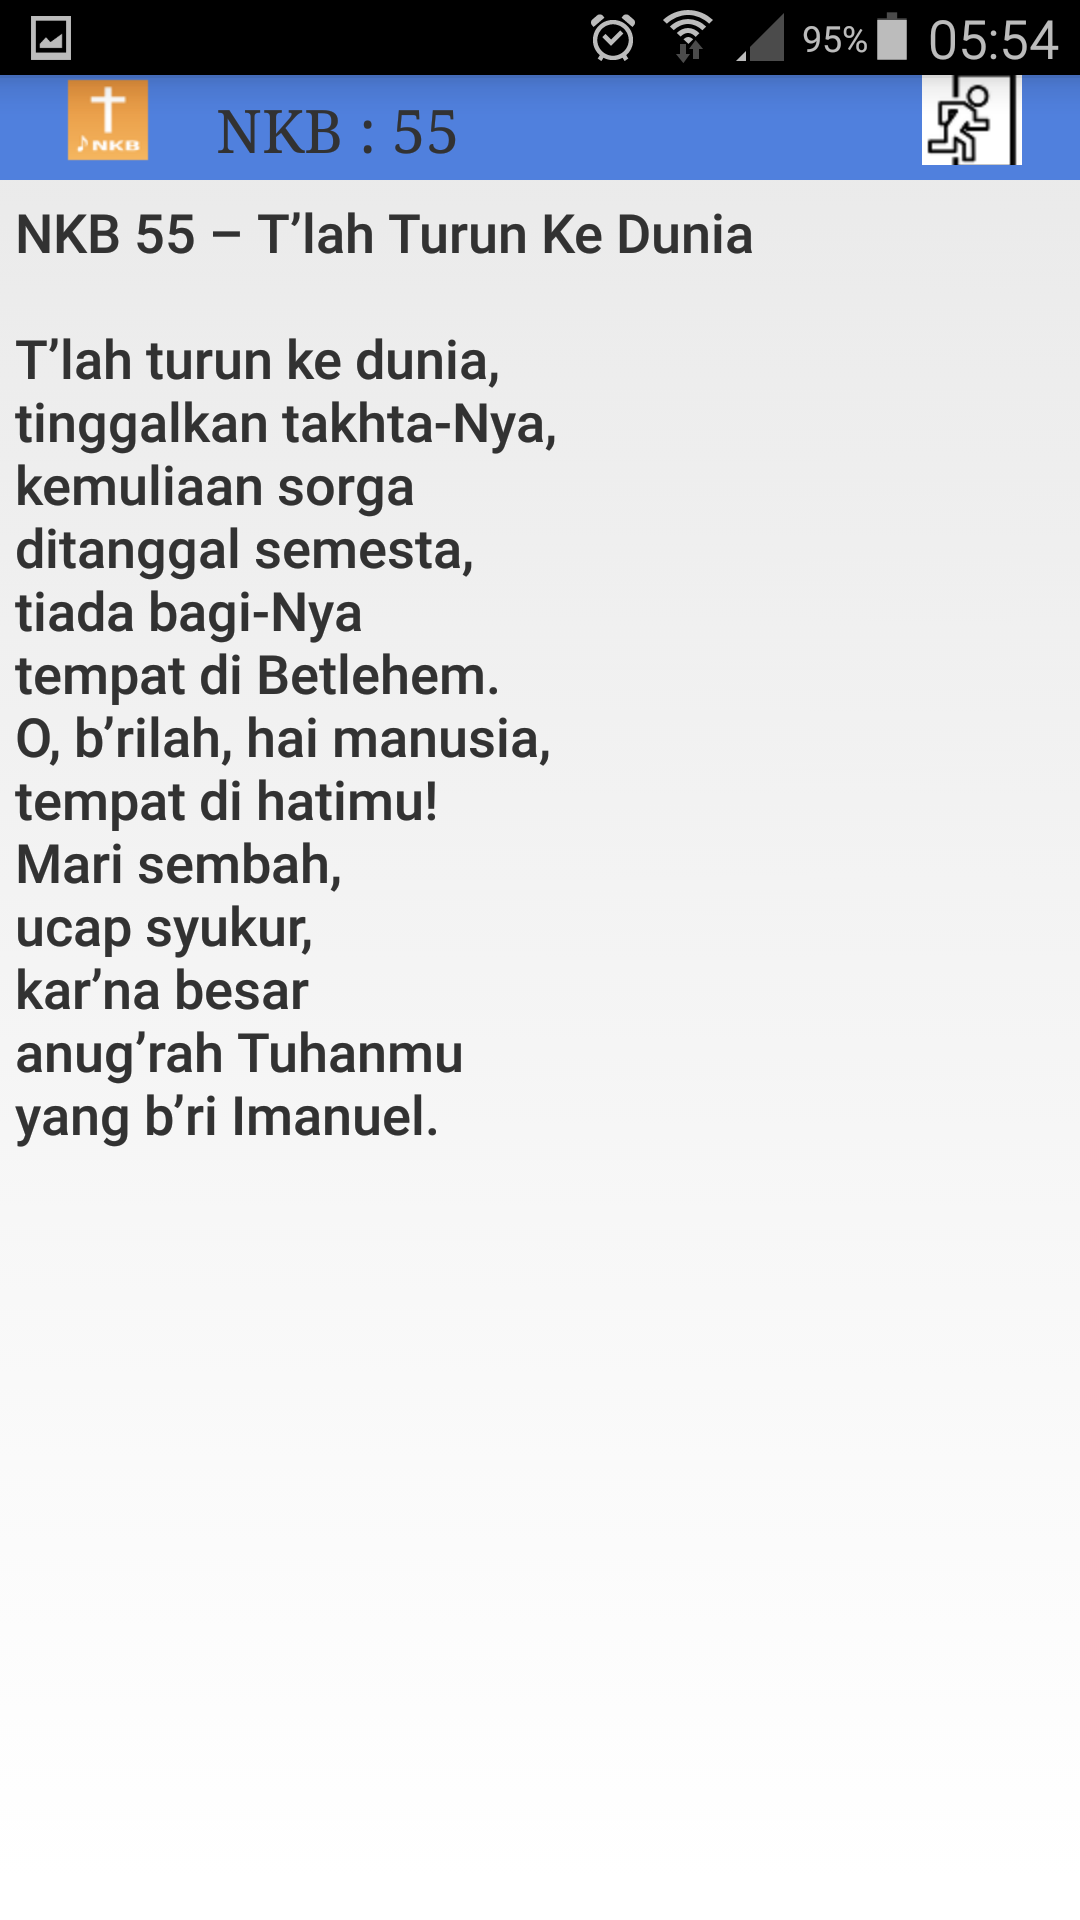 95% 05:54
NKB
NKB : 55
NKB 55 – T’lah Turun Ke Dunia
T’lah turun ke dunia,
tinggalkan takhta-Nya,
kemuliaan sorga
ditanggal semesta,
tiada bagi-Nya
tempat di Betlehem.
O, b’rilah, hai manusia,
tempat di hatimu!
Mari sembah,
ucap syukur,
kar’na besar
anug’rah Tuhanmu
yang b’ri Imanuel.